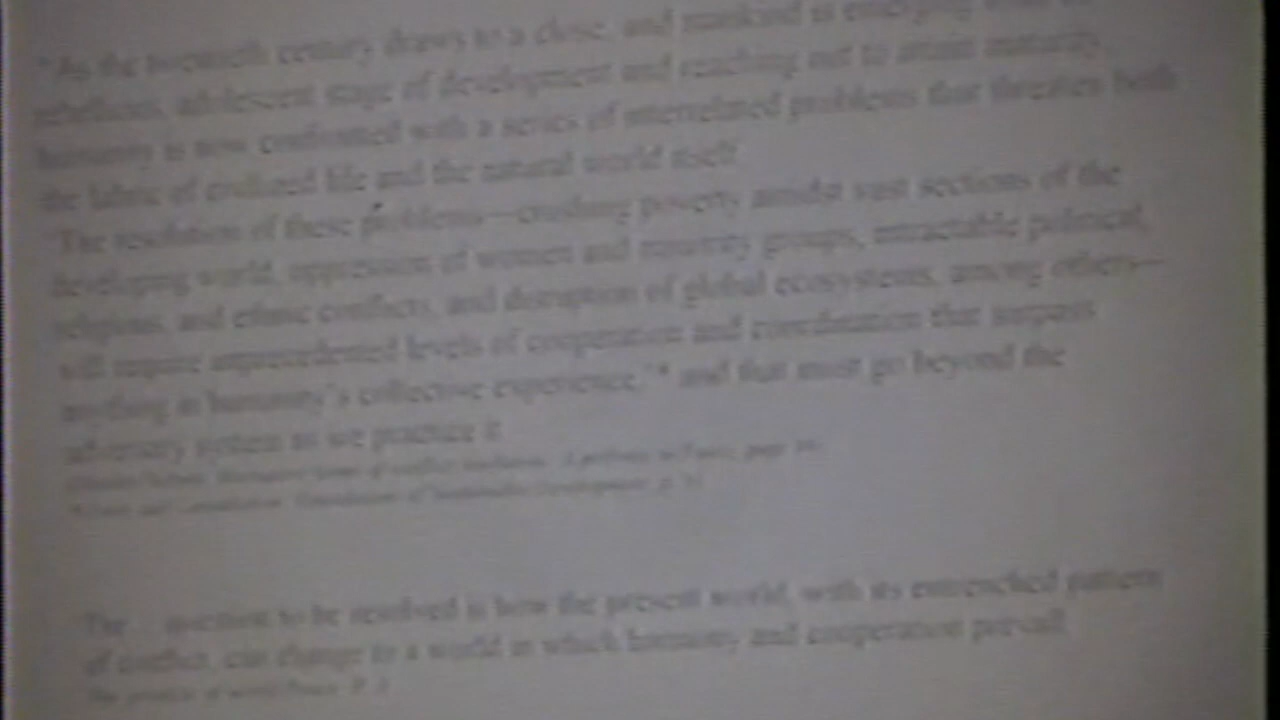 "As the twentieth century draws to a close, and mankind is emerging from its
rebellious, adolescent stage of development and reaching out to attain maturity,
humanity is now confronted with a series of interrelated problems that threaten both
the fabric of civilized life and the natural world itself.
The resolution of these problems—crushing poverty amidst vast sections of the
developing world, oppression of women and minority groups, intractable political,
religious, and ethnic conflicts, and disruption of global ecosystems, among others—
will require unprecedented levels of cooperation and coordination that surpass
anything in humanity's collective experience."* and that must go beyond the
adversary system as we practice it.
The question to be resolved is how the present world, with its entrenched pattern
of conflict, can change to a world in which harmony and cooperation prevail.
The promise of world Peace. P. 3